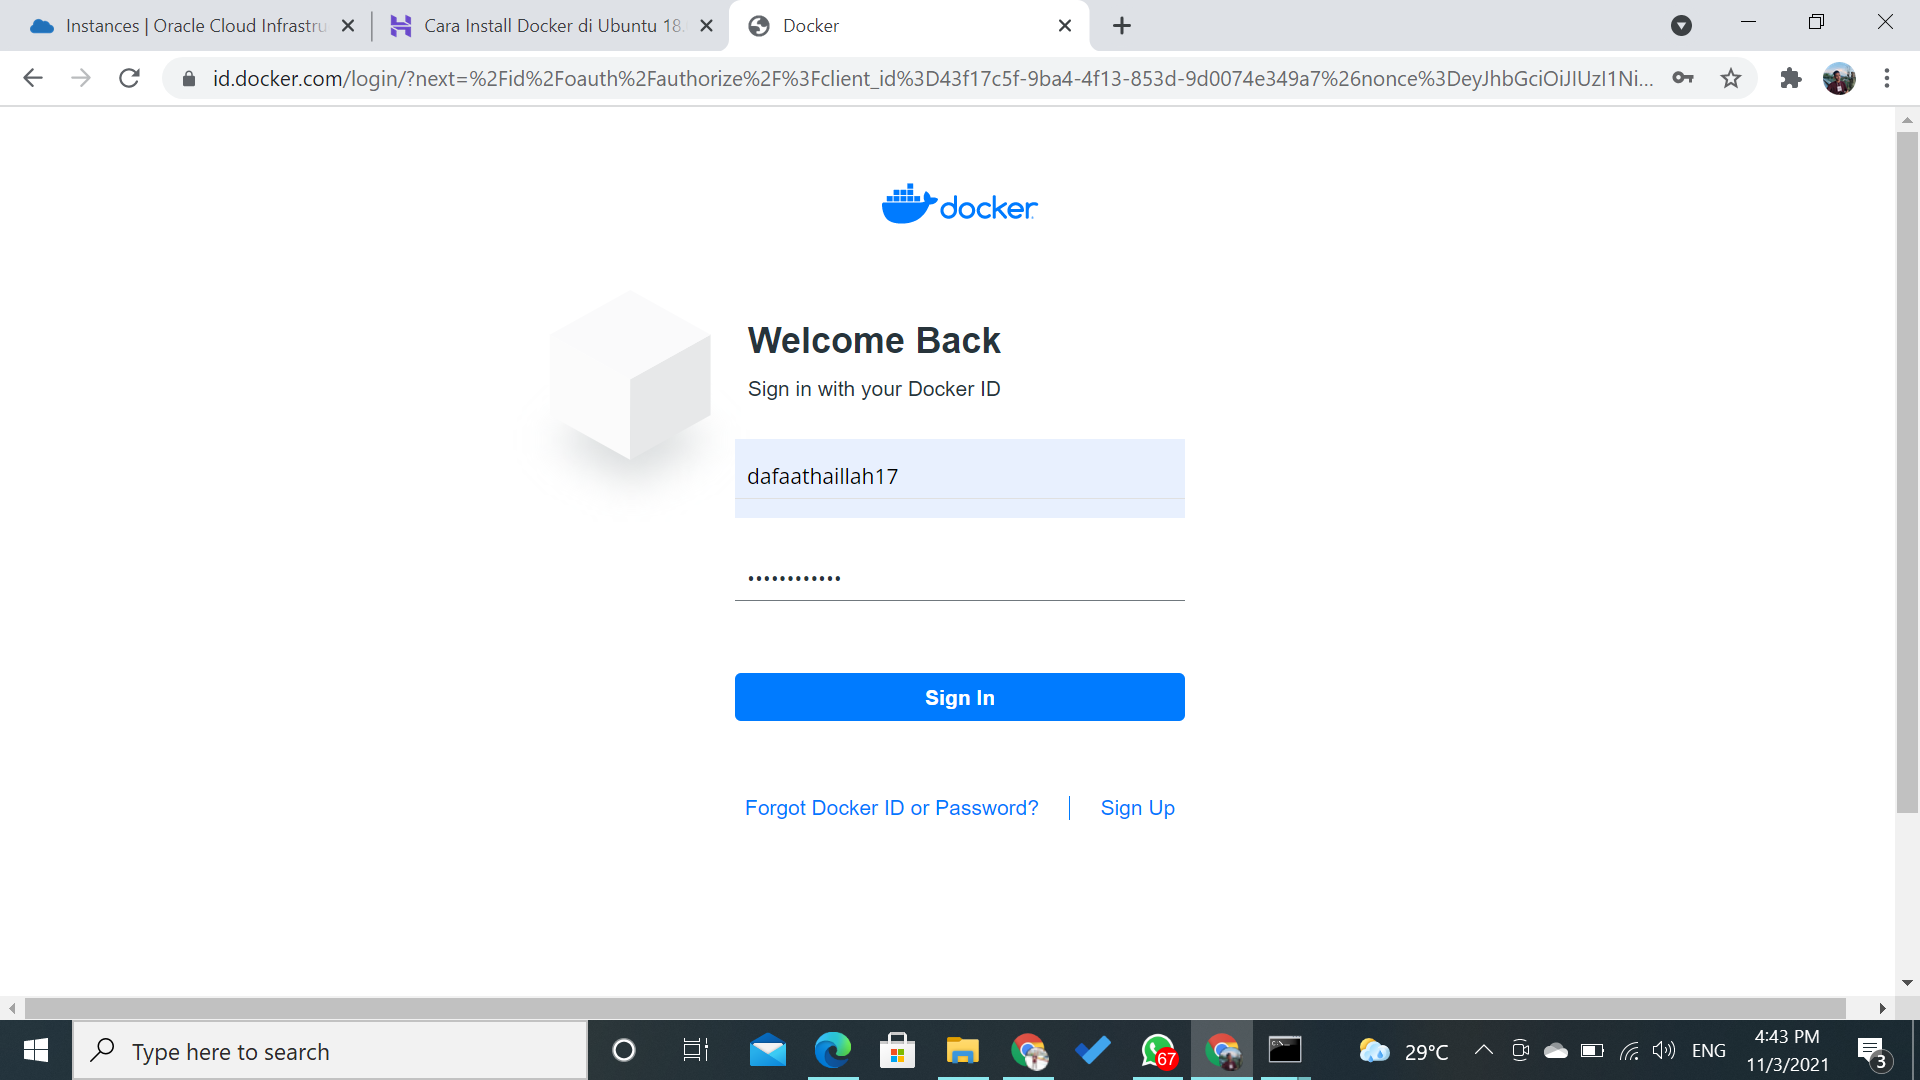 Instances | Oracle Cloud Infrastru
Cara Install Docker di Ubuntu 18.
Docker
id.docker.com/login/?next=%2Fid%2Foauth%2Fauthorize%2F%3Fclient_id%3D43f17c5f-9ba4-4f13-853d-9d0074e349a7%26nonce%3DeyJhbGciOiJIUzI1Ni...
docker
Welcome Back
Sign in with your Docker ID
dafaathaillah17
••••••••••••
Sign In
Forgot Docker ID or Password?
Sign Up
Type here to search
67
29°C
ENG
4:43 PM
11/3/2021
3